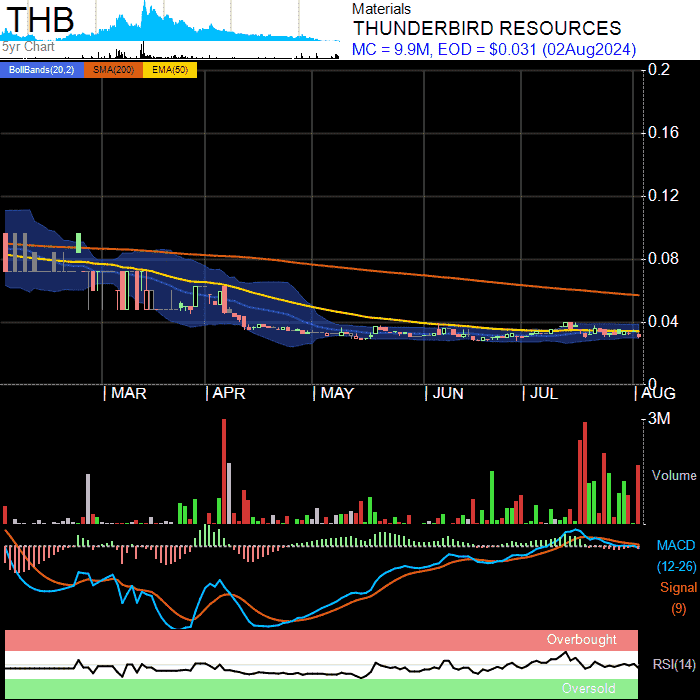 THB
5yr Chart
Materials
THUNDERBIRD RESOURCES
MC = 9.9M, EOD = $0.031 (02Aug2024)
BollBands(20,2) SMA(200) EMA(50)
0.2
0.16
0.12
0.08
0.04
0
MAR APR MAY JUN JUL AUG
3M
Volume
MACD
(12-26)
Signal
(9)
Overbought
RSI(14)
Oversold